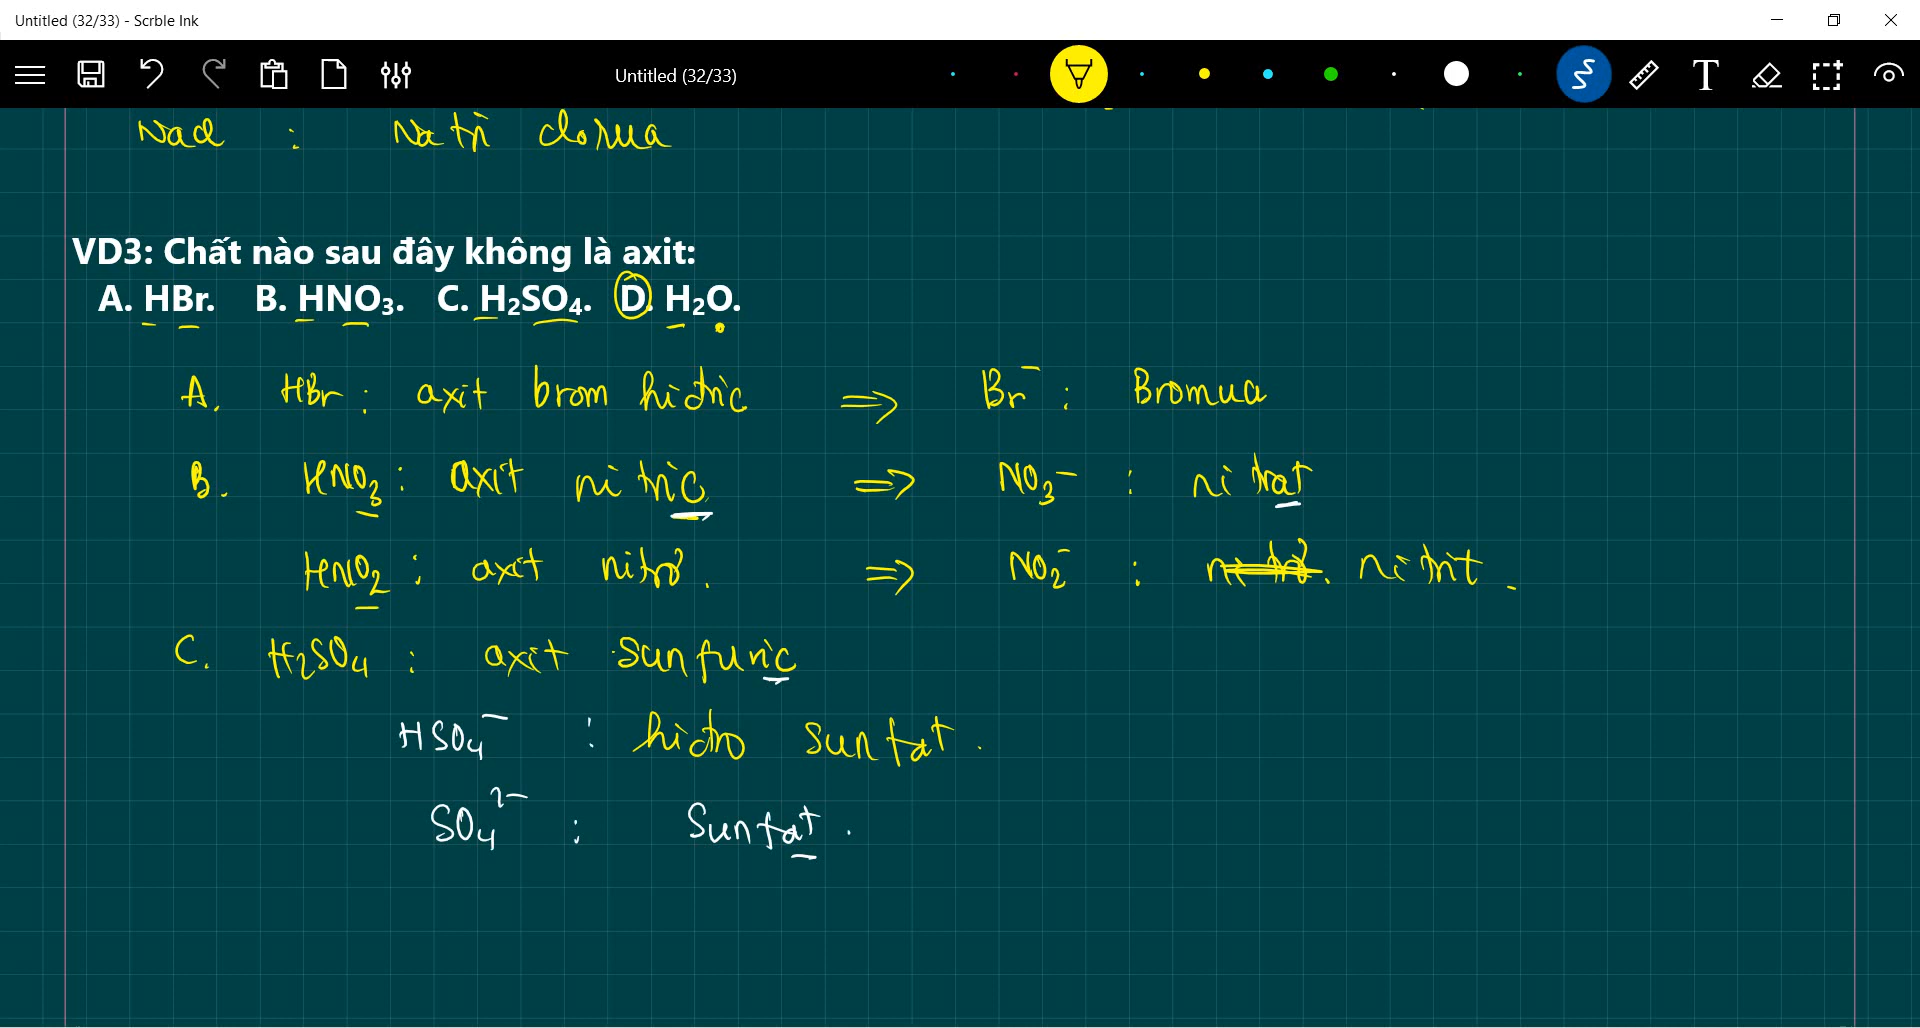 Untitled (32/33) - Scrble Ink
Untitled (32/33)
T
NaCl : Natri clorua
VD3: Chất nào sau đây không là axit:
A. HBr. B. HNO₃. C. H₂SO₄. D. H₂O.
A. HBr : axit brom hidric ⇒ Br⁻ : Bromua
B. HNO₃ : axit nitric ⇒ NO₃⁻ : nitrat
HNO₂ : axit nitrơ. ⇒ NO₂⁻ : nitrit.
C. H₂SO₄ : axit sunfuric
HSO₄⁻ : hidro sunfat.
SO₄²⁻ : Sunfat.